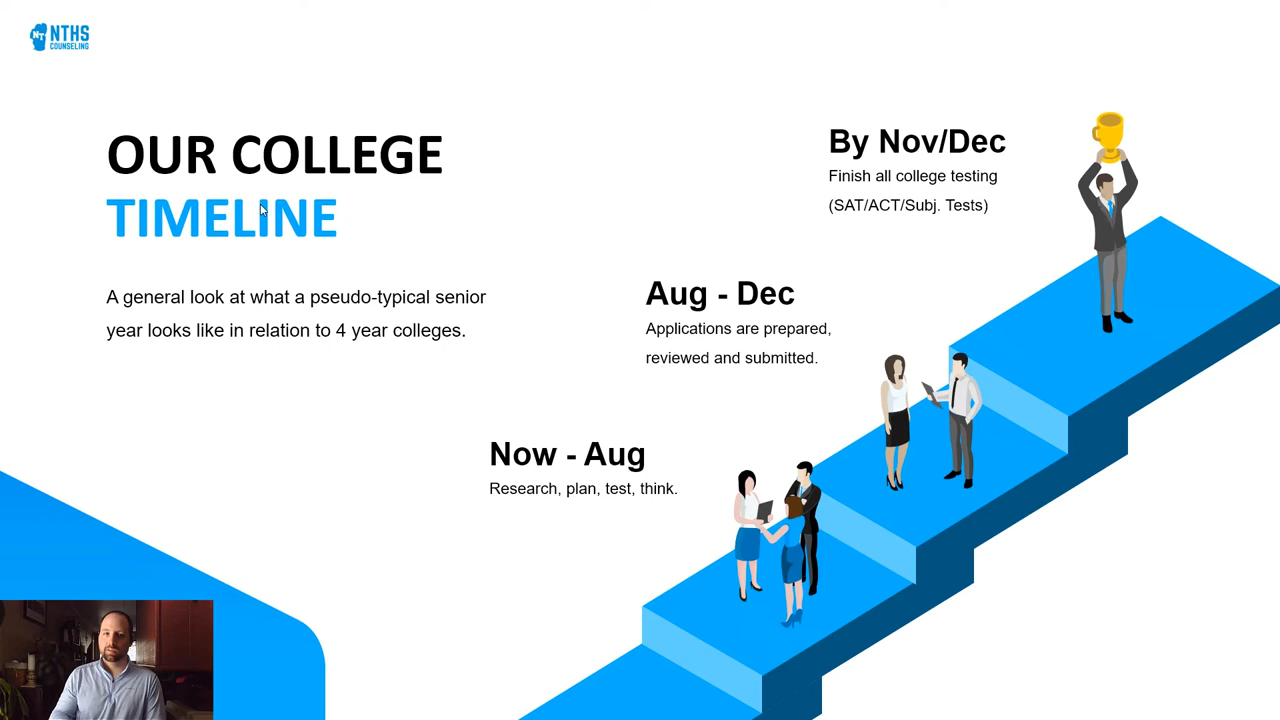 NTHS
COUNSELING
OUR COLLEGE
TIMELINE
A general look at what a pseudo-typical senior
year looks like in relation to 4 year colleges.
By Nov/Dec
Finish all college testing
(SAT/ACT/Subj. Tests)
Aug - Dec
Applications are prepared,
reviewed and submitted.
Now - Aug
Research, plan, test, think.